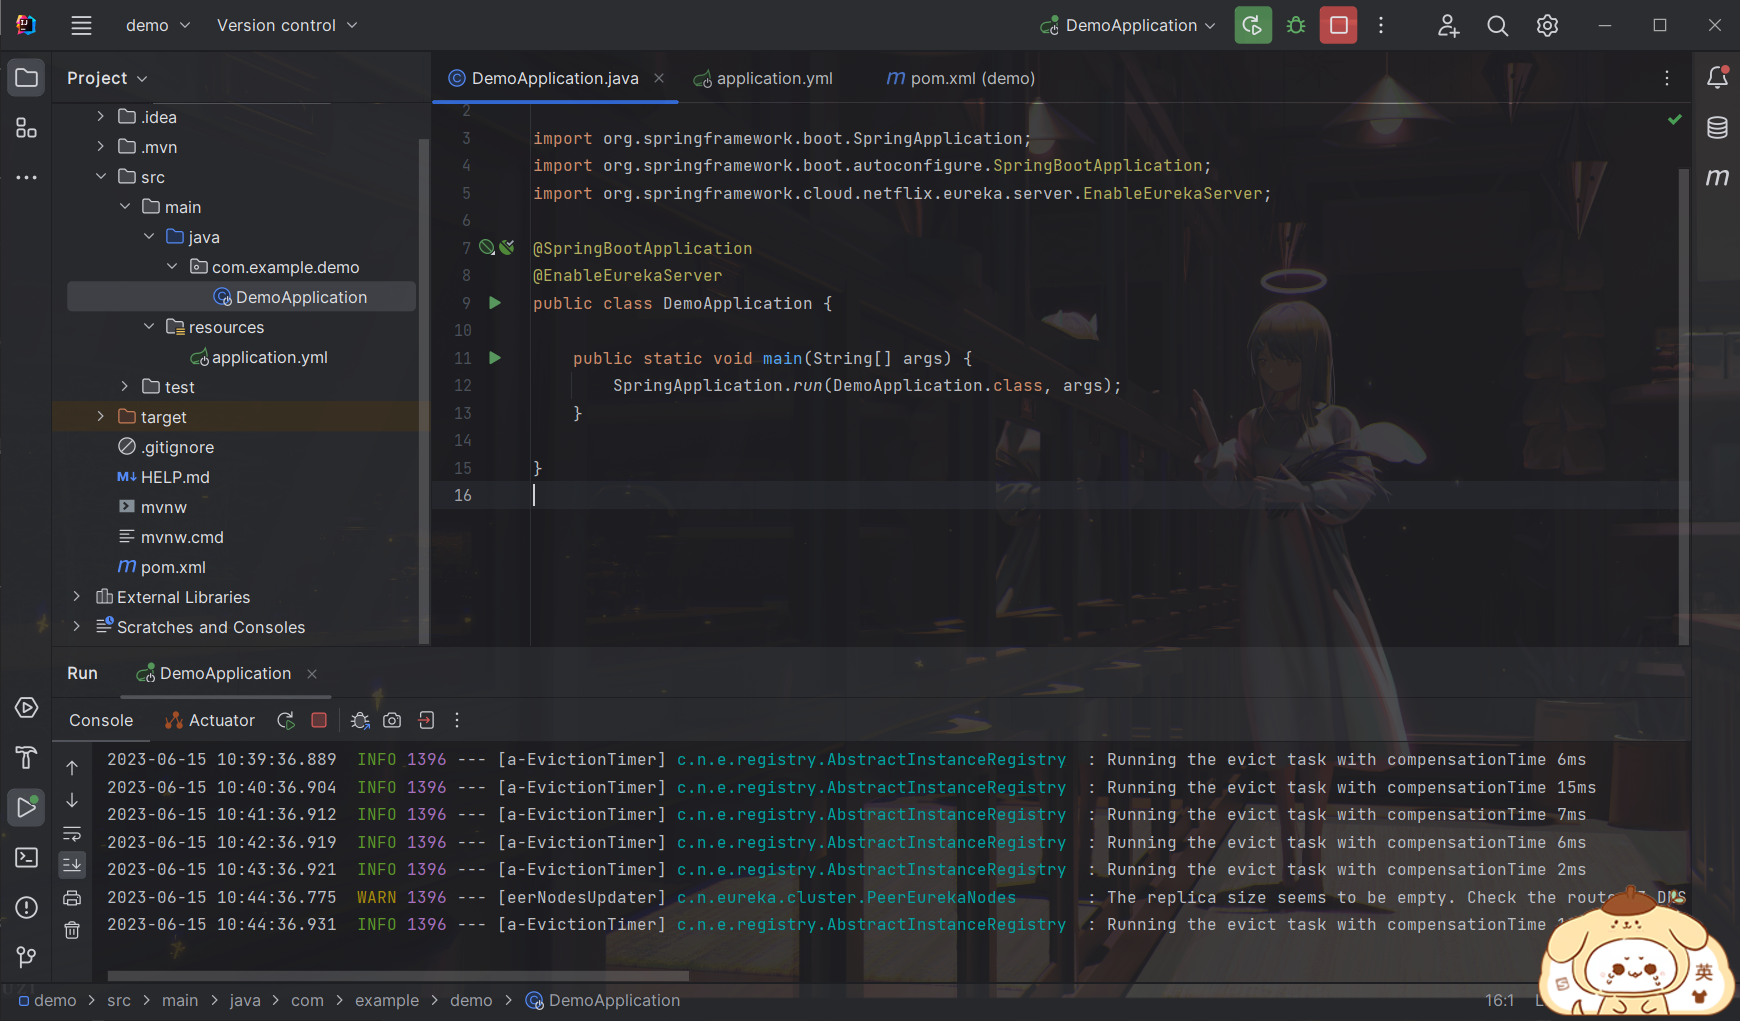 demo
Version control
DemoApplication
Project
DemoApplication.java
application.yml
m pom.xml (demo)
.idea
.mvn
src
main
java
com.example.demo
DemoApplication
resources
application.yml
test
target
.gitignore
M↓ HELP.md
mvnw
mvnw.cmd
m pom.xml
External Libraries
Scratches and Consoles
2
3 import org.springframework.boot.SpringApplication;
4 import org.springframework.boot.autoconfigure.SpringBootApplication;
5 import org.springframework.cloud.netflix.eureka.server.EnableEurekaServer;
6
7 @SpringBootApplication
8 @EnableEurekaServer
9 public class DemoApplication {
10
11 public static void main(String[] args) {
12 SpringApplication.run(DemoApplication.class, args);
13 }
14
15 }
16
m
Run
DemoApplication
Console
Actuator
2023-06-15 10:39:36.889 INFO 1396 --- [a-EvictionTimer] c.n.e.registry.AbstractInstanceRegistry : Running the evict task with compensationTime 6ms
2023-06-15 10:40:36.904 INFO 1396 --- [a-EvictionTimer] c.n.e.registry.AbstractInstanceRegistry : Running the evict task with compensationTime 15ms
2023-06-15 10:41:36.912 INFO 1396 --- [a-EvictionTimer] c.n.e.registry.AbstractInstanceRegistry : Running the evict task with compensationTime 7ms
2023-06-15 10:42:36.919 INFO 1396 --- [a-EvictionTimer] c.n.e.registry.AbstractInstanceRegistry : Running the evict task with compensationTime 6ms
2023-06-15 10:43:36.921 INFO 1396 --- [a-EvictionTimer] c.n.e.registry.AbstractInstanceRegistry : Running the evict task with compensationTime 2ms
2023-06-15 10:44:36.775 WARN 1396 --- [eerNodesUpdater] c.n.eureka.cluster.PeerEurekaNodes : The replica size seems to be empty. Check the route
2023-06-15 10:44:36.931 INFO 1396 --- [a-EvictionTimer] c.n.e.registry.AbstractInstanceRegistry : Running the evict task with compensationTime
demo > src > main > java > com > example > demo > DemoApplication
16:1
英